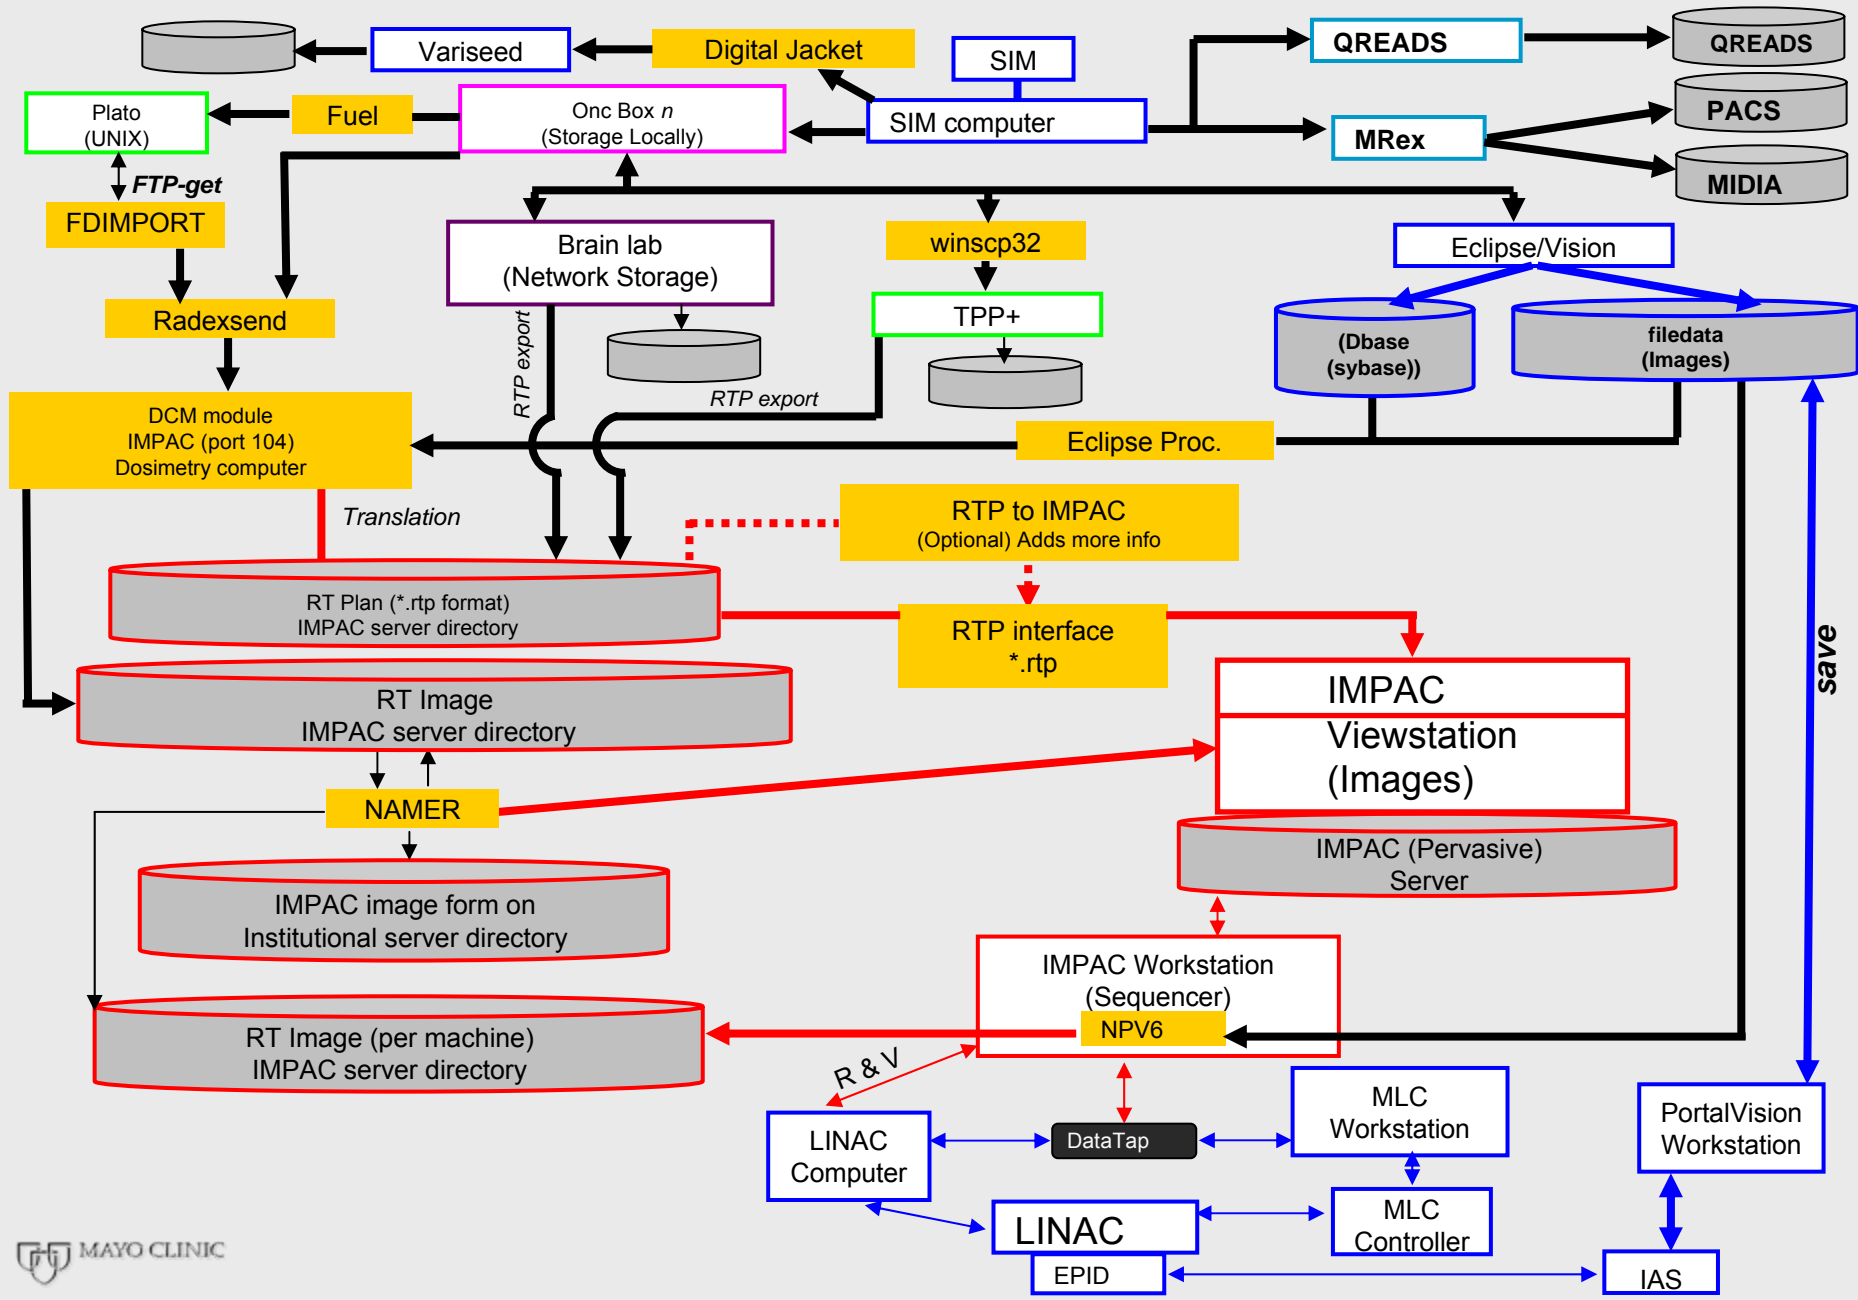 Variseed
Digital Jacket
SIM
QREADS
QREADS
Plato
(UNIX)
Fuel
Onc Box n
(Storage Locally)
SIM computer
MRex
PACS
MIDIA
FTP-get
FDIMPORT
Brain lab
(Network Storage)
winscp32
Eclipse/Vision
Radexsend
RTP export
TPP+
(Dbase
(sybase))
filedata
(Images)
RTP export
DCM module
IMPAC (port 104)
Dosimetry computer
Eclipse Proc.
Translation
RTP to IMPAC
(Optional) Adds more info
RT Plan (*.rtp format)
IMPAC server directory
RTP interface
*.rtp
save
RT Image
IMPAC server directory
IMPAC
Viewstation
(Images)
NAMER
IMPAC (Pervasive)
Server
IMPAC image form on
Institutional server directory
IMPAC Workstation
(Sequencer)
NPV6
RT Image (per machine)
IMPAC server directory
R & V
LINAC
Computer
DataTap
MLC
Workstation
PortalVision
Workstation
LINAC
EPID
MLC
Controller
IAS
MAYO CLINIC